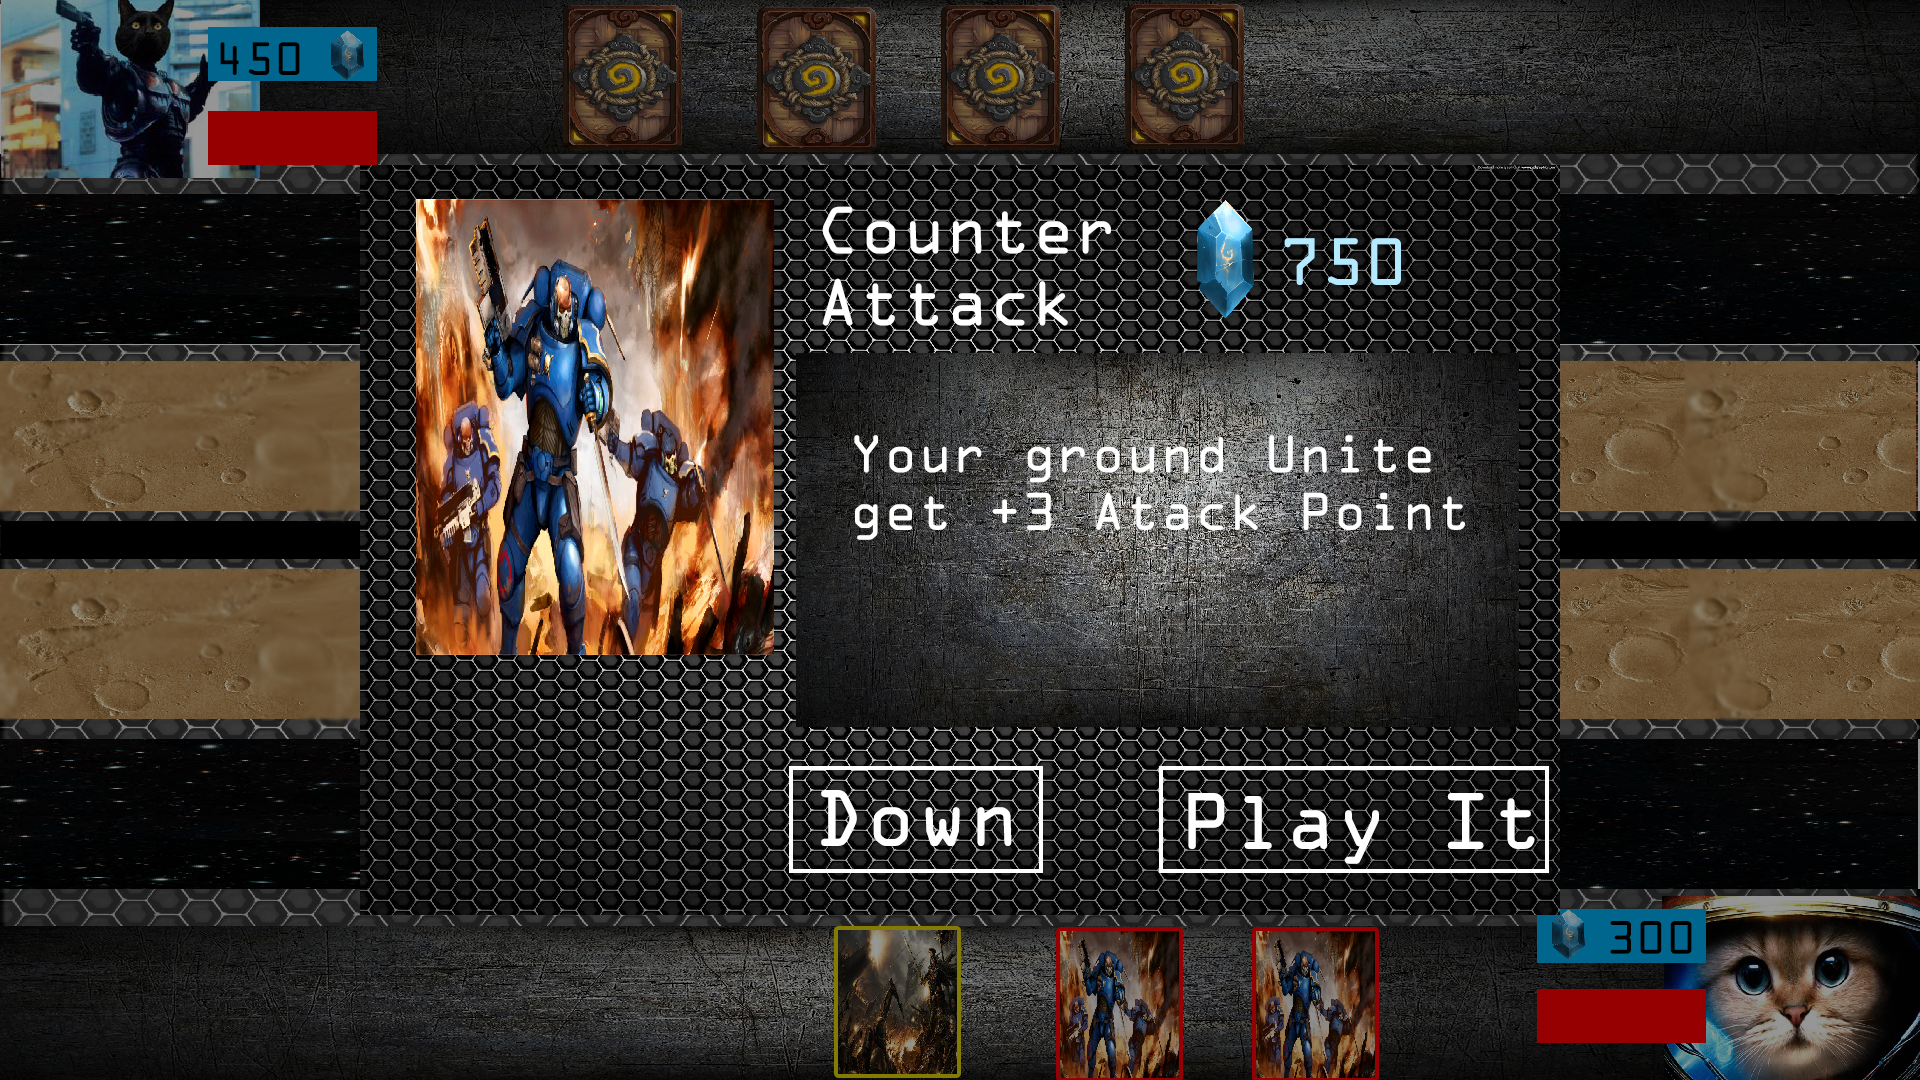 450
Counter
Attack
750
Your ground Unite
get +3 Atack Point
Down
Play It
300